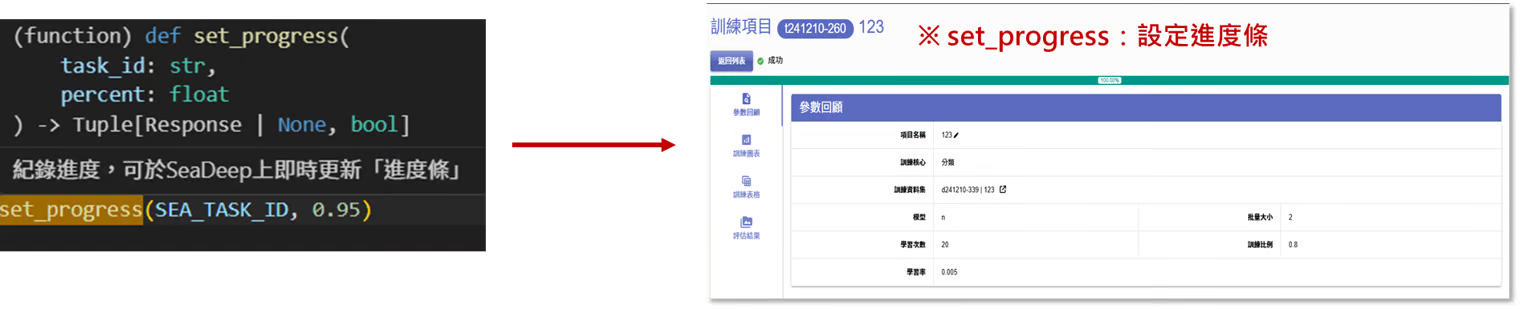 (function) def set_progress(
task_id: str,
percent: float
) -> Tuple[Response | None, bool]
紀錄進度，可於SeaDeep上即時更新「進度條」
set_progress(SEA_TASK_ID, 0.95)
訓練項目 t241210-260 123
※ set_progress：設定進度條
返回列表 成功
100.00%
參數回顧
訓練圖表
訓練表格
評估結果
參數回顧
項目名稱 123
訓練核心 分類
訓練資料集 d241210-339 | 123
模型 n 批量大小 2
學習次數 20 訓練比例 0.8
學習率 0.005